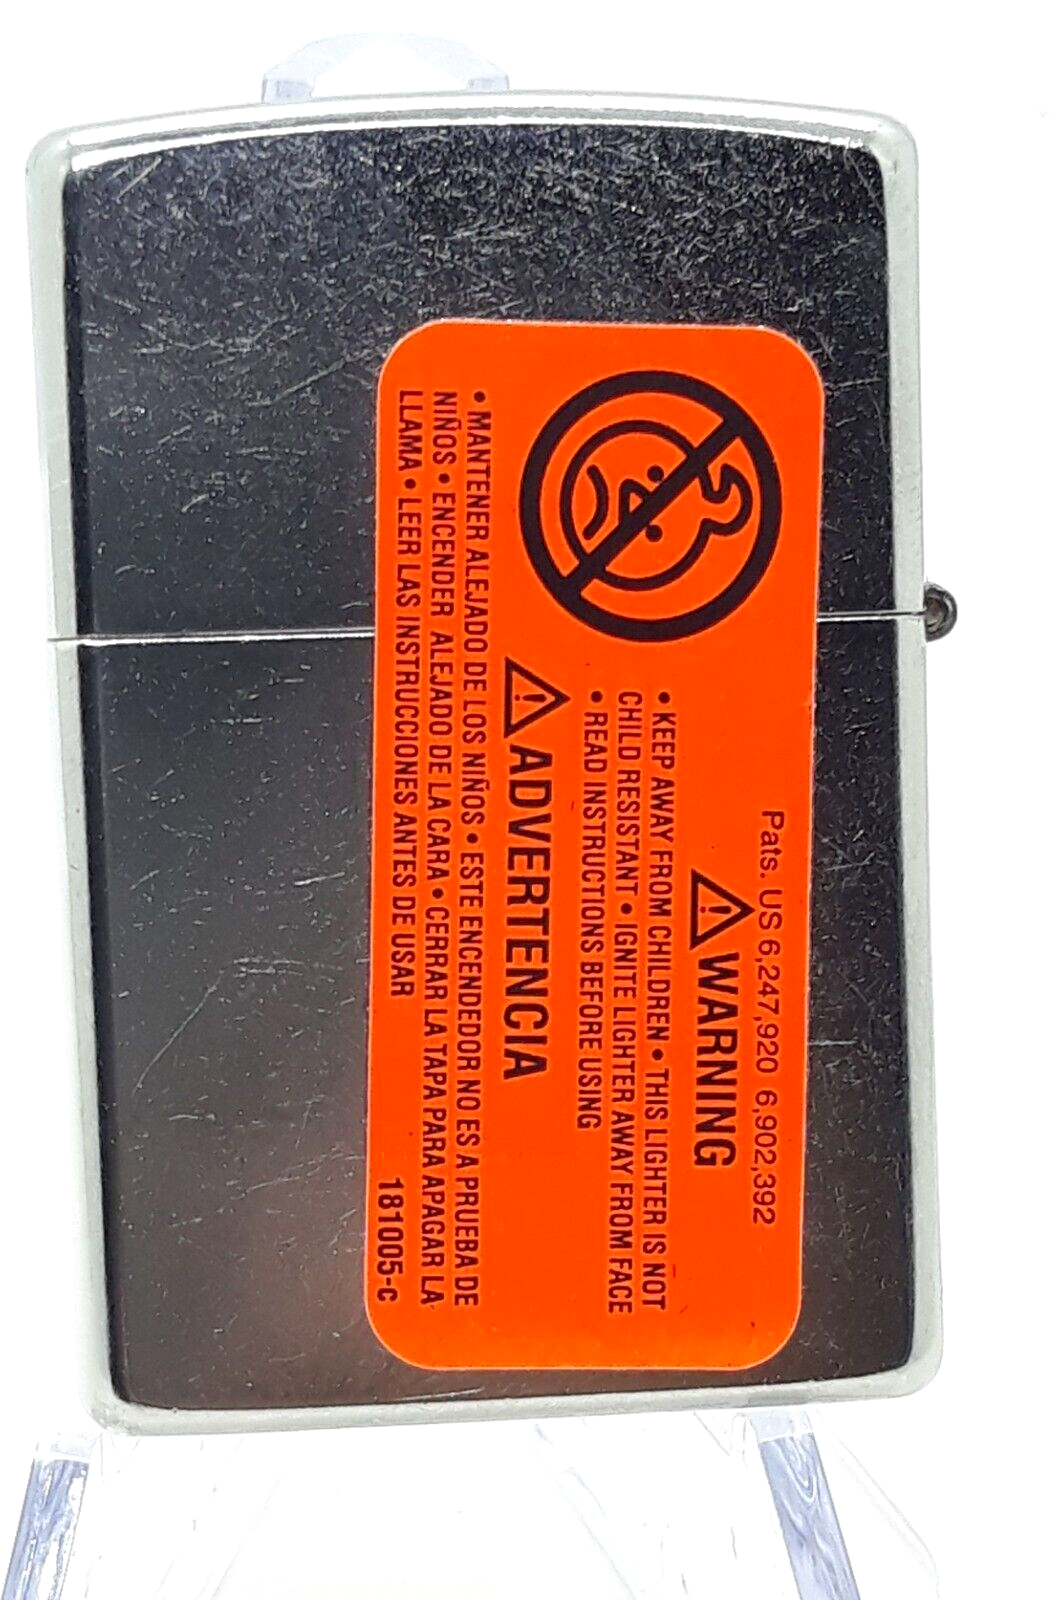 Pats. US 6,247,920 6,902,392
⚠WARNING
• KEEP AWAY FROM CHILDREN • THIS LIGHTER IS NOT
CHILD RESISTANT • IGNITE LIGHTER AWAY FROM FACE
• READ INSTRUCTIONS BEFORE USING
⚠ADVERTENCIA
• MANTENER ALEJADO DE LOS NIÑOS • ESTE ENCENDEDOR NO ES A PRUEBA DE
NIÑOS • ENCENDER ALEJADO DE LA CARA • CERRAR LA TAPA PARA APAGAR LA
LLAMA • LEER LAS INSTRUCCIONES ANTES DE USAR
181005-c